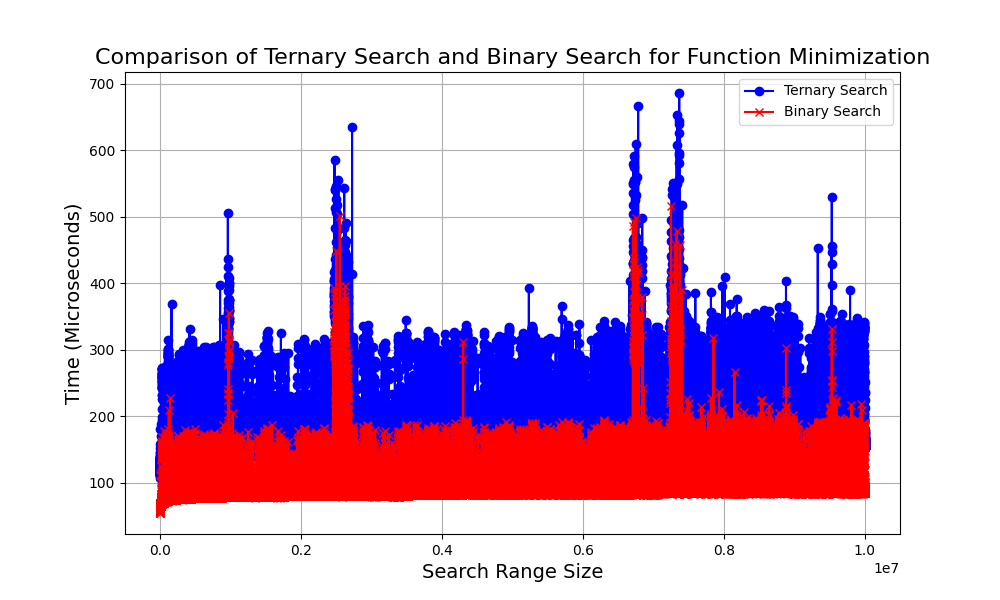 Comparison of Ternary Search and Binary Search for Function Minimization
Ternary Search
Binary Search
Time (Microseconds)
700
600
500
400
300
200
100
0.0 0.2 0.4 0.6 0.8 1.0
1e7
Search Range Size